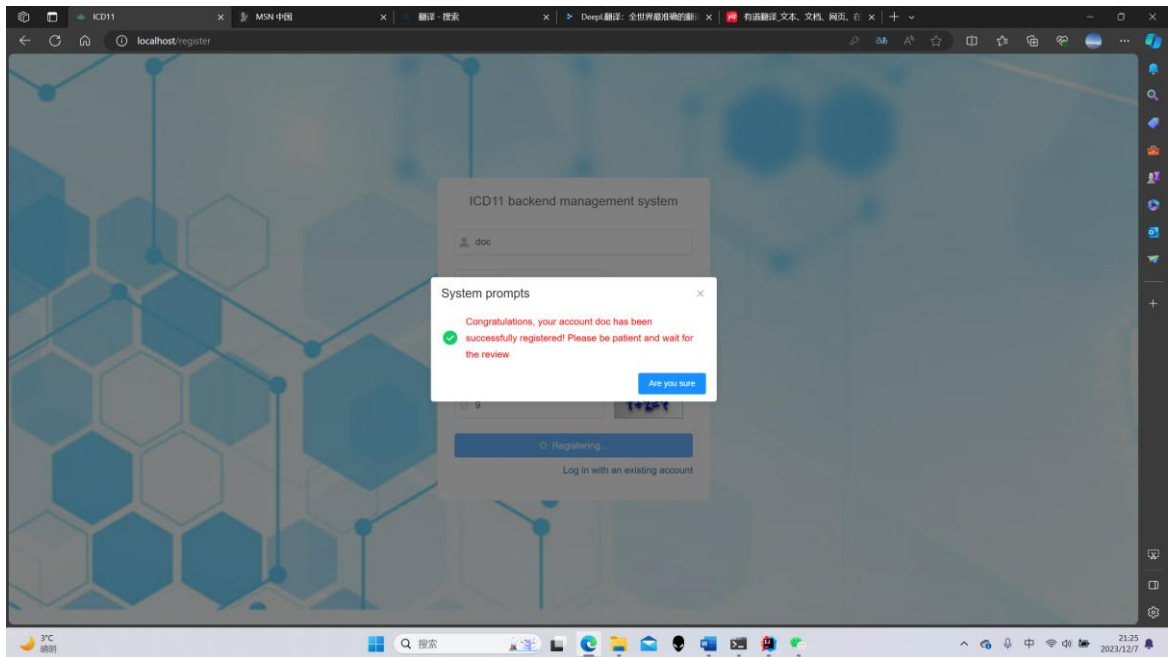 ICD11
MSN 中国
翻译 - 搜索
DeepL翻译：全世界最准确的翻
有道翻译_文本、文档、网页、在
localhost/register
ICD11 backend management system
doc
System prompts
Congratulations, your account doc has been
successfully registered! Please be patient and wait for
the review
Are you sure
9
Registering...
Log in with an existing account
3°C
晴朗
搜索
中
21:25
2023/12/7